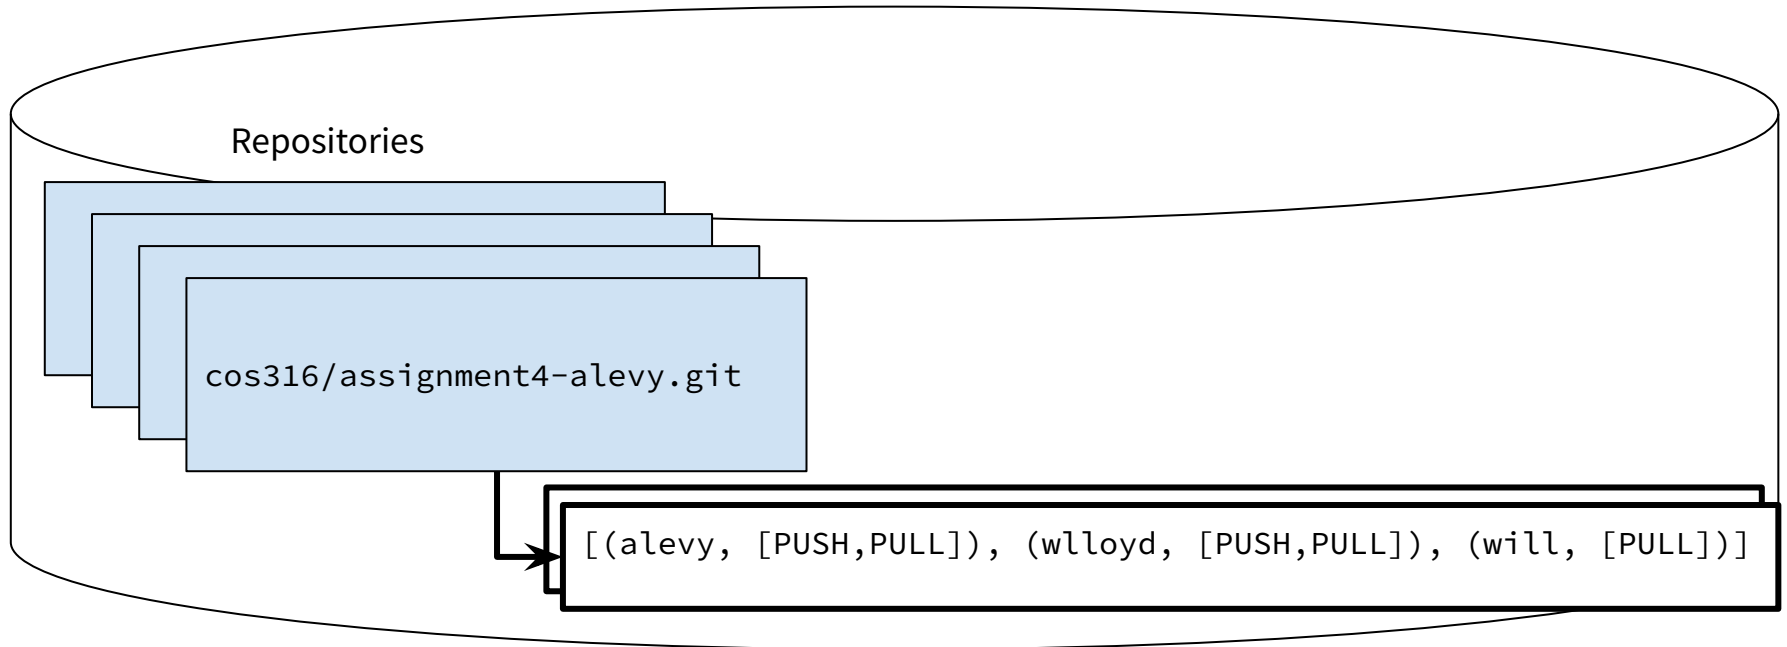 Repositories
cos316/assignment4-alevy.git
[(alevy, [PUSH,PULL]), (wlloyd, [PUSH,PULL]), (will, [PULL])]